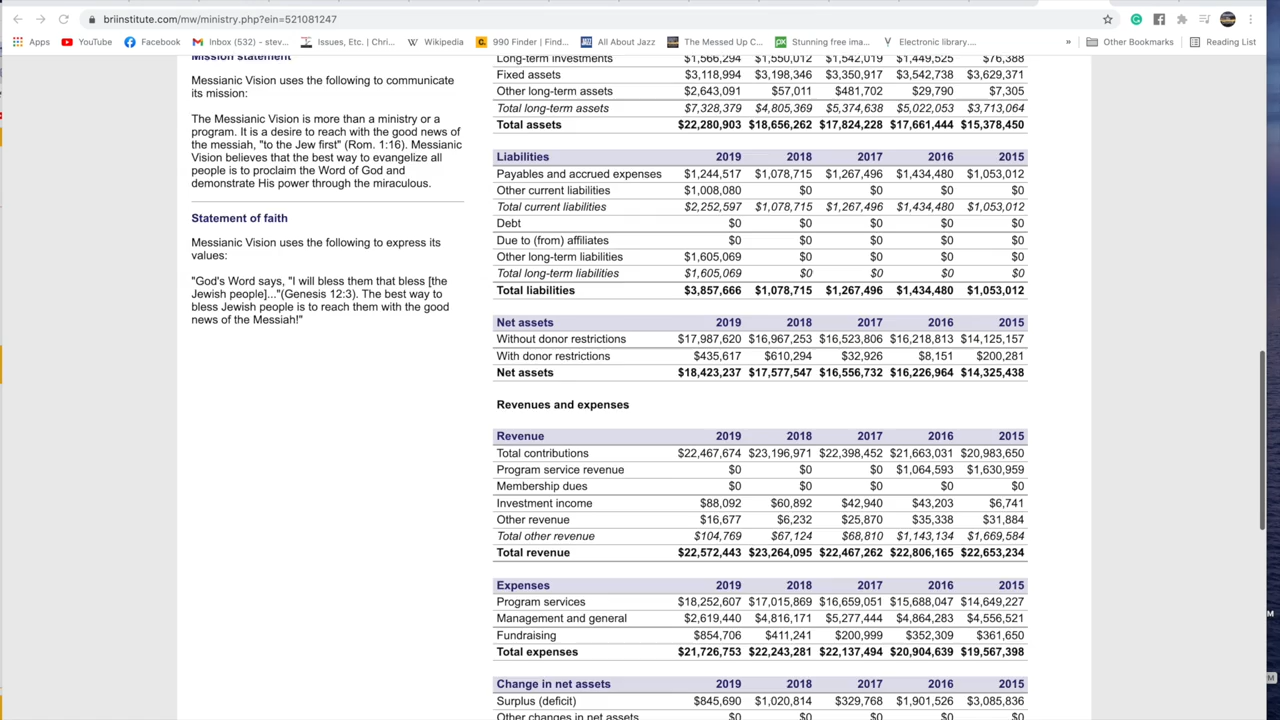 briinstitute.com/mw/ministry.php?ein=521081247
Apps YouTube Facebook Inbox (532) - stev... Issues, Etc. | Chri... Wikipedia 990 Finder | Find... All About Jazz The Messed Up C... Stunning free ima... Electronic library.... » Other Bookmarks Reading List
Mission statement
Messianic Vision uses the following to communicate
its mission:
The Messianic Vision is more than a ministry or a
program. It is a desire to reach with the good news of
the messiah, "to the Jew first" (Rom. 1:16). Messianic
Vision believes that the best way to evangelize all
people is to proclaim the Word of God and
demonstrate His power through the miraculous.
Statement of faith
Messianic Vision uses the following to express its
values:
"God's Word says, "I will bless them that bless [the
Jewish people]..."(Genesis 12:3). The best way to
bless Jewish people is to reach them with the good
news of the Messiah!"
Long-term investments $1,566,294 $1,550,012 $1,542,019 $1,449,525 $76,388
Fixed assets $3,118,994 $3,198,346 $3,350,917 $3,542,738 $3,629,371
Other long-term assets $2,643,091 $57,011 $481,702 $29,790 $7,305
Total long-term assets $7,328,379 $4,805,369 $5,374,638 $5,022,053 $3,713,064
Total assets $22,280,903 $18,656,262 $17,824,228 $17,661,444 $15,378,450
Liabilities 2019 2018 2017 2016 2015
Payables and accrued expenses $1,244,517 $1,078,715 $1,267,496 $1,434,480 $1,053,012
Other current liabilities $1,008,080 $0 $0 $0 $0
Total current liabilities $2,252,597 $1,078,715 $1,267,496 $1,434,480 $1,053,012
Debt $0 $0 $0 $0 $0
Due to (from) affiliates $0 $0 $0 $0 $0
Other long-term liabilities $1,605,069 $0 $0 $0 $0
Total long-term liabilities $1,605,069 $0 $0 $0 $0
Total liabilities $3,857,666 $1,078,715 $1,267,496 $1,434,480 $1,053,012
Net assets 2019 2018 2017 2016 2015
Without donor restrictions $17,987,620 $16,967,253 $16,523,806 $16,218,813 $14,125,157
With donor restrictions $435,617 $610,294 $32,926 $8,151 $200,281
Net assets $18,423,237 $17,577,547 $16,556,732 $16,226,964 $14,325,438
Revenues and expenses
Revenue 2019 2018 2017 2016 2015
Total contributions $22,467,674 $23,196,971 $22,398,452 $21,663,031 $20,983,650
Program service revenue $0 $0 $0 $1,064,593 $1,630,959
Membership dues $0 $0 $0 $0 $0
Investment income $88,092 $60,892 $42,940 $43,203 $6,741
Other revenue $16,677 $6,232 $25,870 $35,338 $31,884
Total other revenue $104,769 $67,124 $68,810 $1,143,134 $1,669,584
Total revenue $22,572,443 $23,264,095 $22,467,262 $22,806,165 $22,653,234
Expenses 2019 2018 2017 2016 2015
Program services $18,252,607 $17,015,869 $16,659,051 $15,688,047 $14,649,227
Management and general $2,619,440 $4,816,171 $5,277,444 $4,864,283 $4,556,521
Fundraising $854,706 $411,241 $200,999 $352,309 $361,650
Total expenses $21,726,753 $22,243,281 $22,137,494 $20,904,639 $19,567,398
Change in net assets 2019 2018 2017 2016 2015
Surplus (deficit) $845,690 $1,020,814 $329,768 $1,901,526 $3,085,836
Other changes in net assets $0 $0 $0 $0 $0